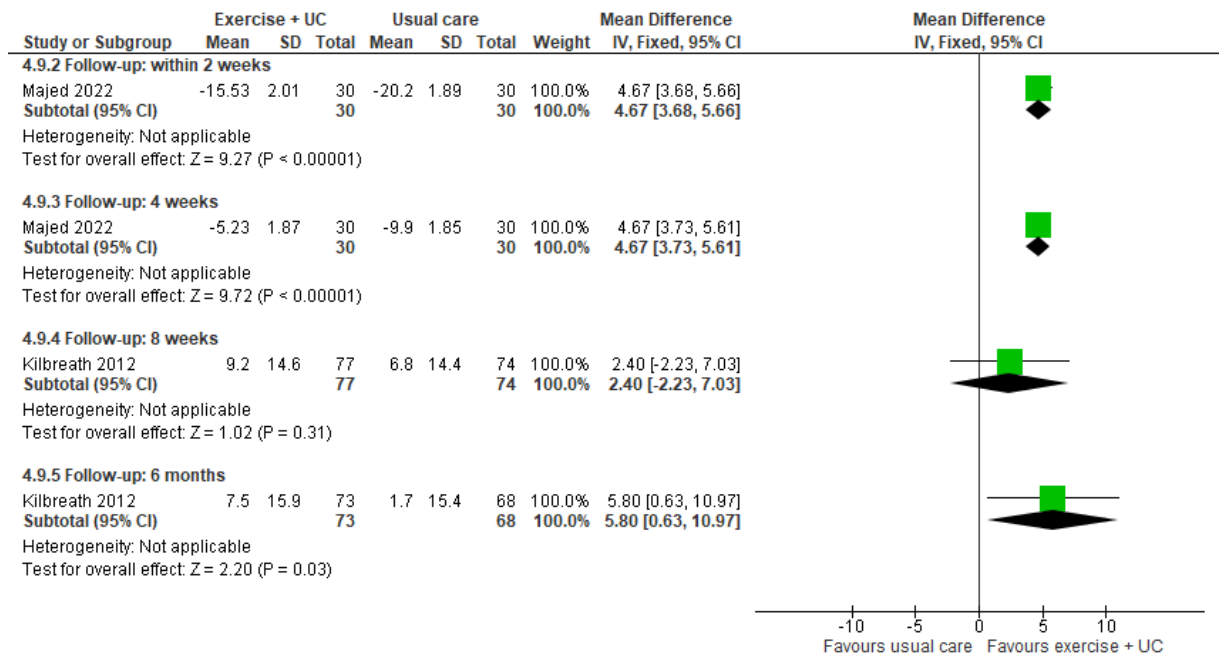 Exercise + UC Usual care Mean Difference Mean Difference
Study or Subgroup Mean SD Total Mean SD Total Weight IV, Fixed, 95% CI IV, Fixed, 95% CI
4.9.2 Follow-up: within 2 weeks
Majed 2022 -15.53 2.01 30 -20.2 1.89 30 100.0% 4.67 [3.68, 5.66]
Subtotal (95% CI) 30 30 100.0% 4.67 [3.68, 5.66]
Heterogeneity: Not applicable
Test for overall effect: Z = 9.27 (P < 0.00001)
4.9.3 Follow-up: 4 weeks
Majed 2022 -5.23 1.87 30 -9.9 1.85 30 100.0% 4.67 [3.73, 5.61]
Subtotal (95% CI) 30 30 100.0% 4.67 [3.73, 5.61]
Heterogeneity: Not applicable
Test for overall effect: Z = 9.72 (P < 0.00001)
4.9.4 Follow-up: 8 weeks
Kilbreath 2012 9.2 14.6 77 6.8 14.4 74 100.0% 2.40 [-2.23, 7.03]
Subtotal (95% CI) 77 74 100.0% 2.40 [-2.23, 7.03]
Heterogeneity: Not applicable
Test for overall effect: Z = 1.02 (P = 0.31)
4.9.5 Follow-up: 6 months
Kilbreath 2012 7.5 15.9 73 1.7 15.4 68 100.0% 5.80 [0.63, 10.97]
Subtotal (95% CI) 73 68 100.0% 5.80 [0.63, 10.97]
Heterogeneity: Not applicable
Test for overall effect: Z = 2.20 (P = 0.03)
-10 -5 0 5 10
Favours usual care Favours exercise + UC